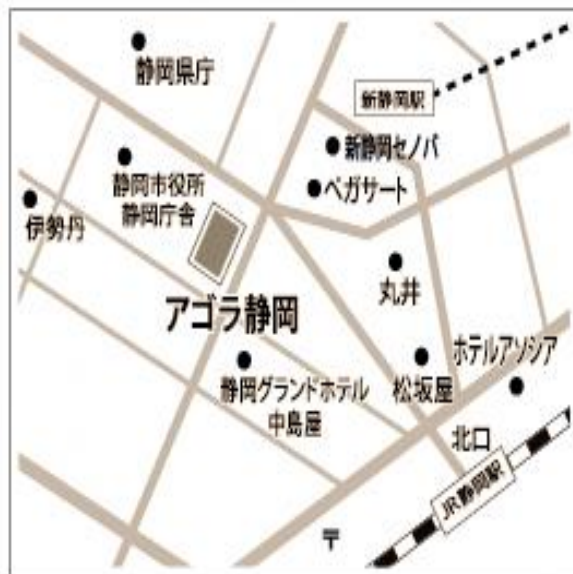 静岡県庁
新静岡駅
新静岡セノバ
静岡市役所
静岡庁舎
ペガサート
伊勢丹
丸井
アゴラ静岡
ホテルアソシア
静岡グランドホテル
中島屋
松坂屋
北口
JR静岡駅
〒